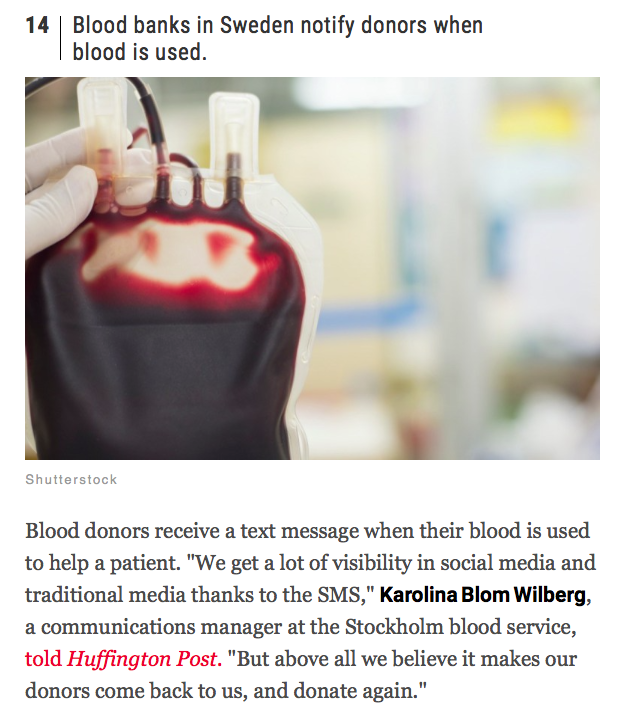 14 Blood banks in Sweden notify donors when
blood is used.
Shutterstock
Blood donors receive a text message when their blood is used
to help a patient. "We get a lot of visibility in social media and
traditional media thanks to the SMS," Karolina Blom Wilberg,
a communications manager at the Stockholm blood service,
told Huffington Post. "But above all we believe it makes our
donors come back to us, and donate again."